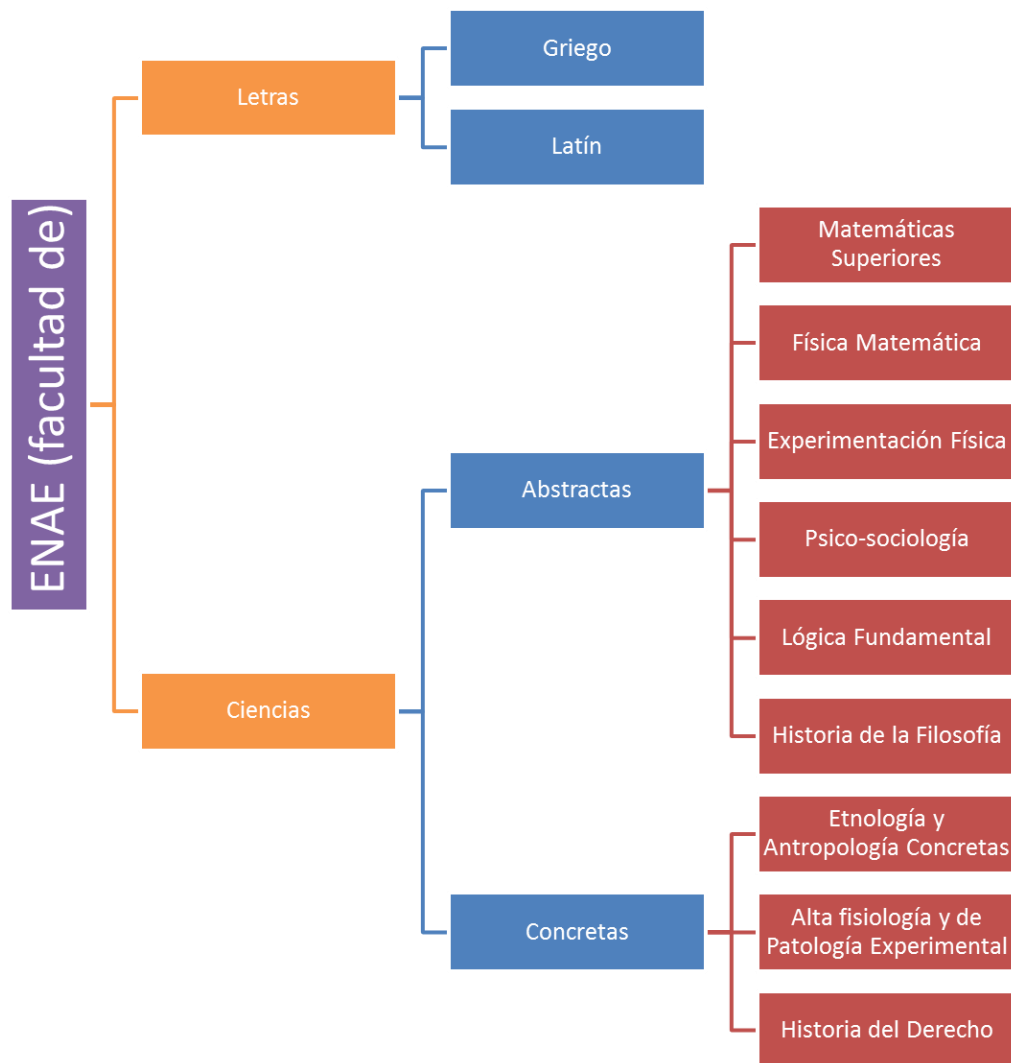 ENAE (facultad de)
Letras
Griego
Latín
Ciencias
Abstractas
Matemáticas
Superiores
Física Matemática
Experimentación Física
Psico-sociología
Lógica Fundamental
Historia de la Filosofía
Concretas
Etnología y
Antropología Concretas
Alta fisiología y de
Patología Experimental
Historia del Derecho